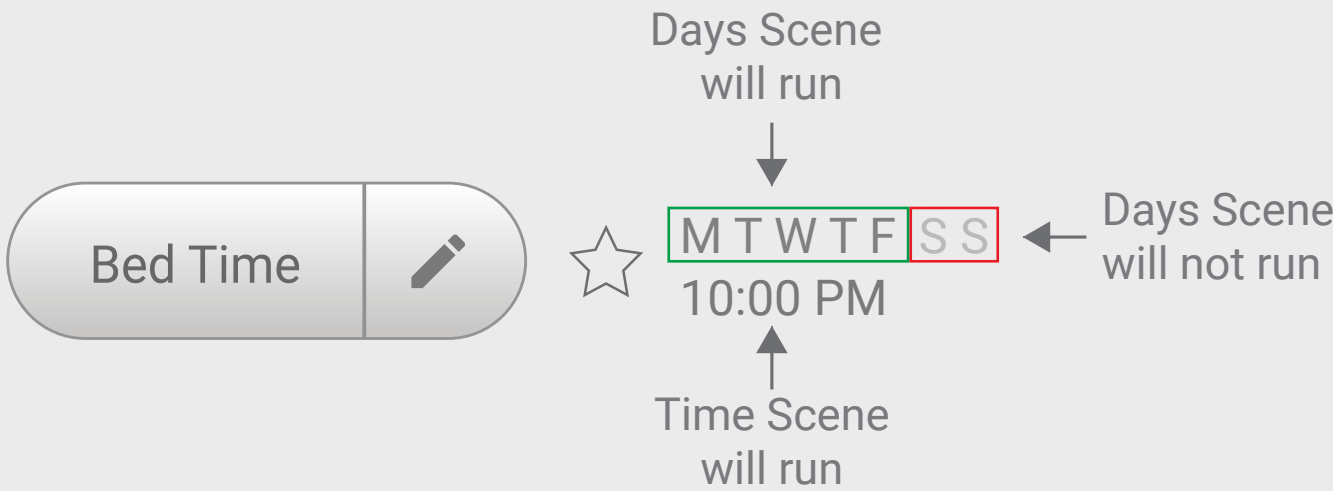 Days Scene
will run
Bed Time
M T W T F S S
10:00 PM
Days Scene
will not run
Time Scene
will run